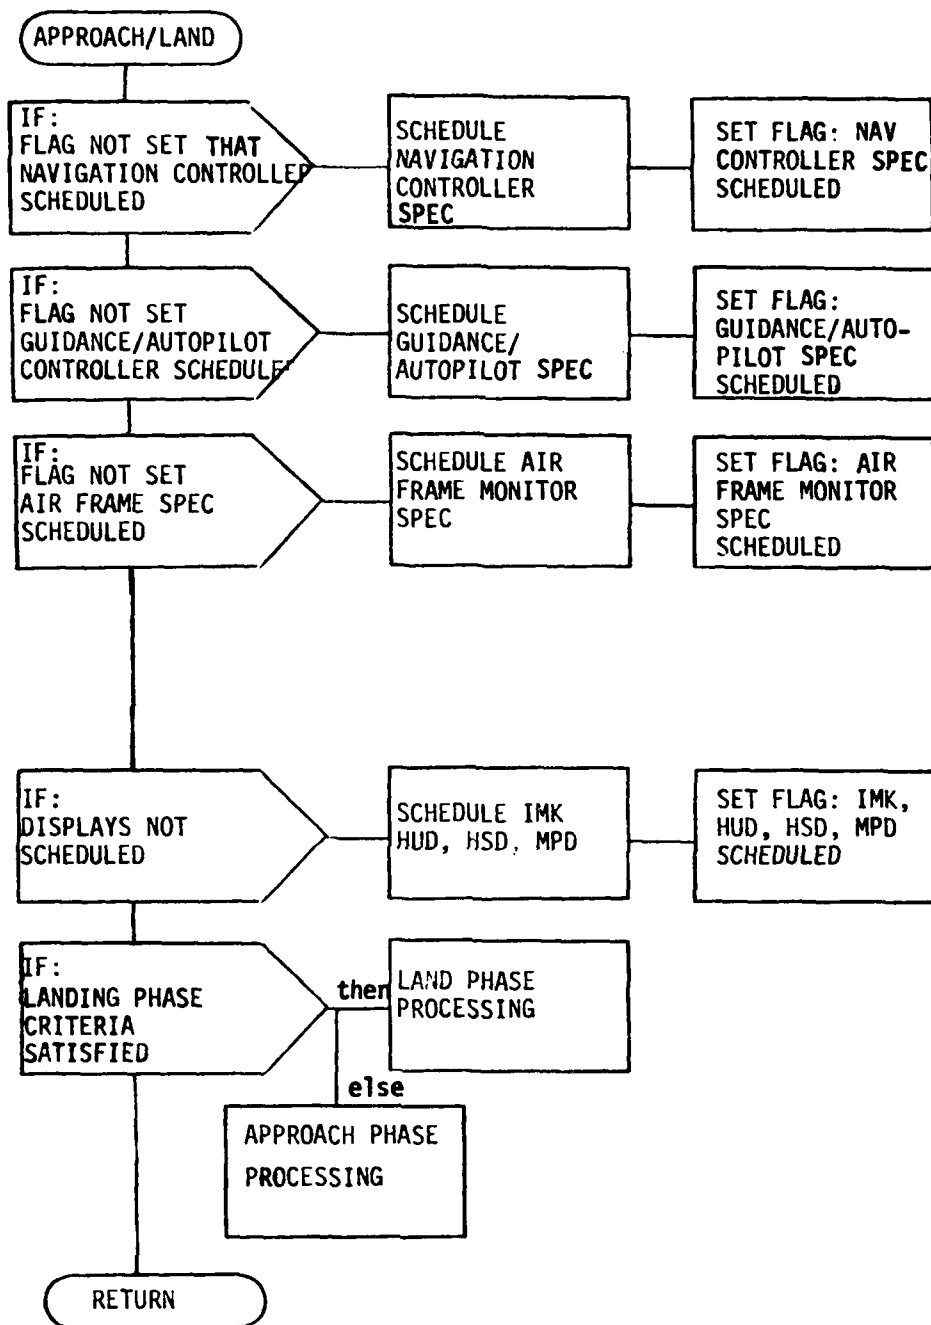 APPROACH/LAND
IF:
FLAG NOT SET THAT
NAVIGATION CONTROLLER
SCHEDULED
SCHEDULE
NAVIGATION
CONTROLLER
SPEC
SET FLAG: NAV
CONTROLLER SPEC
SCHEDULED
IF:
FLAG NOT SET
GUIDANCE/AUTOPILOT
CONTROLLER SCHEDULE
SCHEDULE
GUIDANCE/
AUTOPILOT SPEC
SET FLAG:
GUIDANCE/AUTO-
PILOT SPEC
SCHEDULED
IF:
FLAG NOT SET
AIR FRAME SPEC
SCHEDULED
SCHEDULE AIR
FRAME MONITOR
SPEC
SET FLAG: AIR
FRAME MONITOR
SPEC
SCHEDULED
IF:
DISPLAYS NOT
SCHEDULED
SCHEDULE IMK
HUD, HSD, MPD
SET FLAG: IMK,
HUD, HSD, MPD
SCHEDULED
IF:
LANDING PHASE
CRITERIA
SATISFIED
then
LAND PHASE
PROCESSING
else
APPROACH PHASE
PROCESSING
RETURN